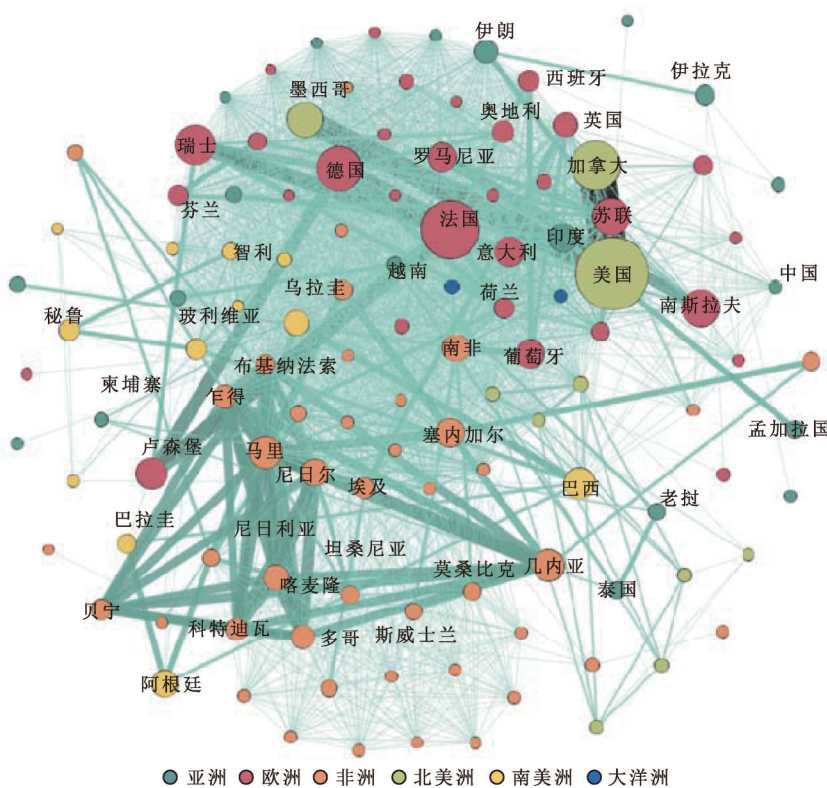 伊朗
伊拉克
西班牙
墨西哥
奥地利
英国
瑞士
罗马尼亚
加拿大
德国
芬兰
法国
苏联
印度
智利
意大利
越南
美国
中国
乌拉圭
荷兰
南斯拉夫
秘鲁
玻利维亚
南非
葡萄牙
布基纳法索
柬埔寨
乍得
孟加拉国
塞内加尔
卢森堡
马里
尼日尔
埃及
巴西
老挝
巴拉圭
尼日利亚
坦桑尼亚
莫桑比克
几内亚
喀麦隆
泰国
贝宁
科特迪瓦
多哥
斯威士兰
阿根廷
亚洲 欧洲 非洲 北美洲 南美洲 大洋洲